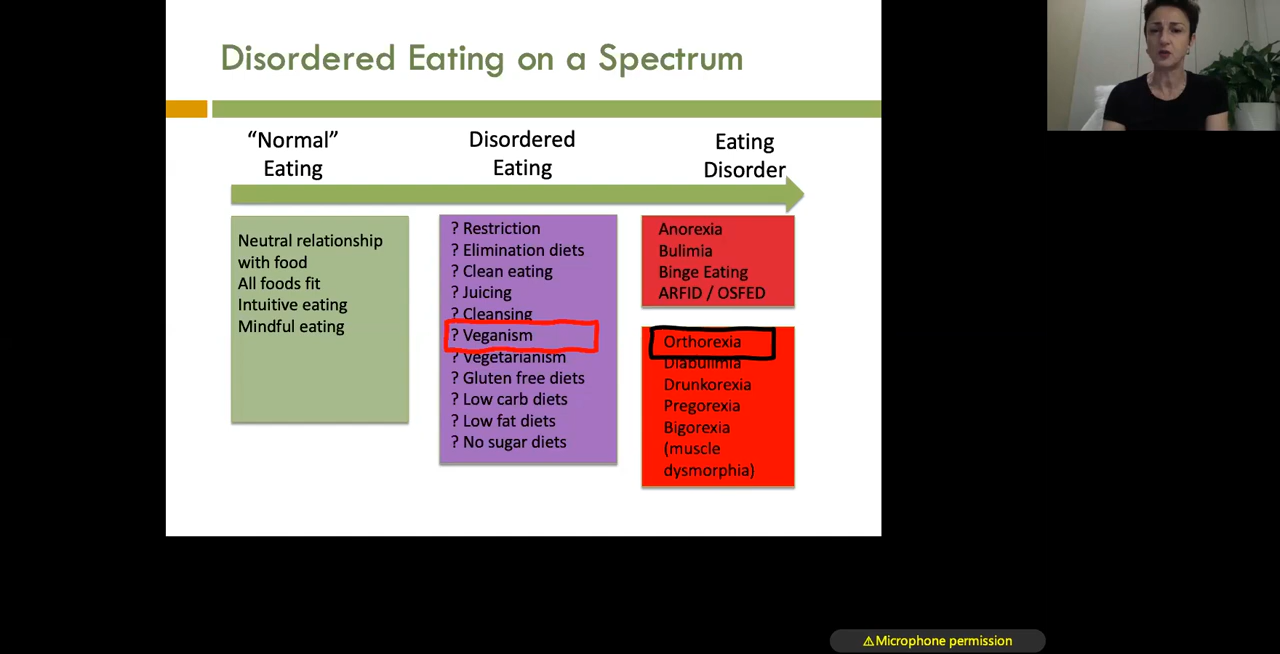 Disordered Eating on a Spectrum
“Normal”
Eating
Disordered
Eating
Eating
Disorder
Neutral relationship
with food
All foods fit
Intuitive eating
Mindful eating
? Restriction
? Elimination diets
? Clean eating
? Juicing
? Cleansing
? Veganism
? Vegetarianism
? Gluten free diets
? Low carb diets
? Low fat diets
? No sugar diets
Anorexia
Bulimia
Binge Eating
ARFID / OSFED
Orthorexia
Diabulimia
Drunkorexia
Pregorexia
Bigorexia
(muscle
dysmorphia)
⚠Microphone permission